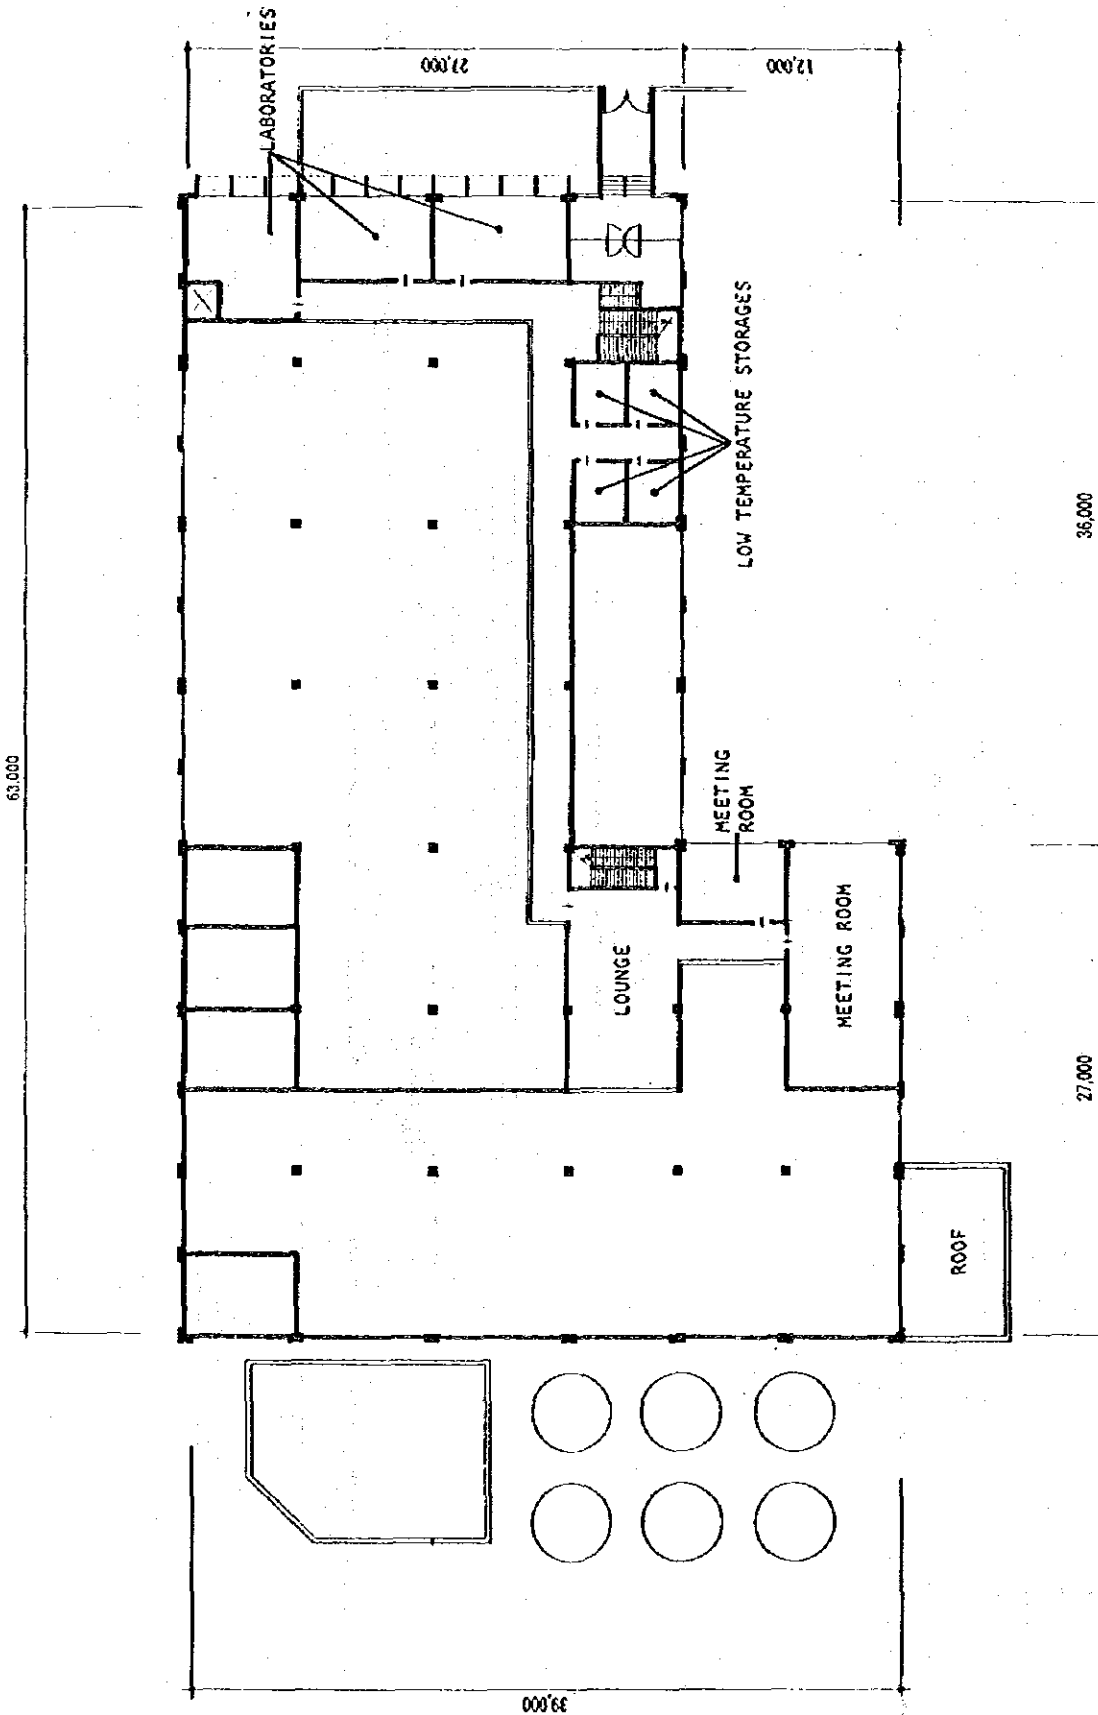 LABORATORIES
27,000
12,000
63,000
LOW TEMPERATURE STORAGES
36,000
MEETING
ROOM
LOUNGE
MEETING ROOM
27,000
ROOF
39,000